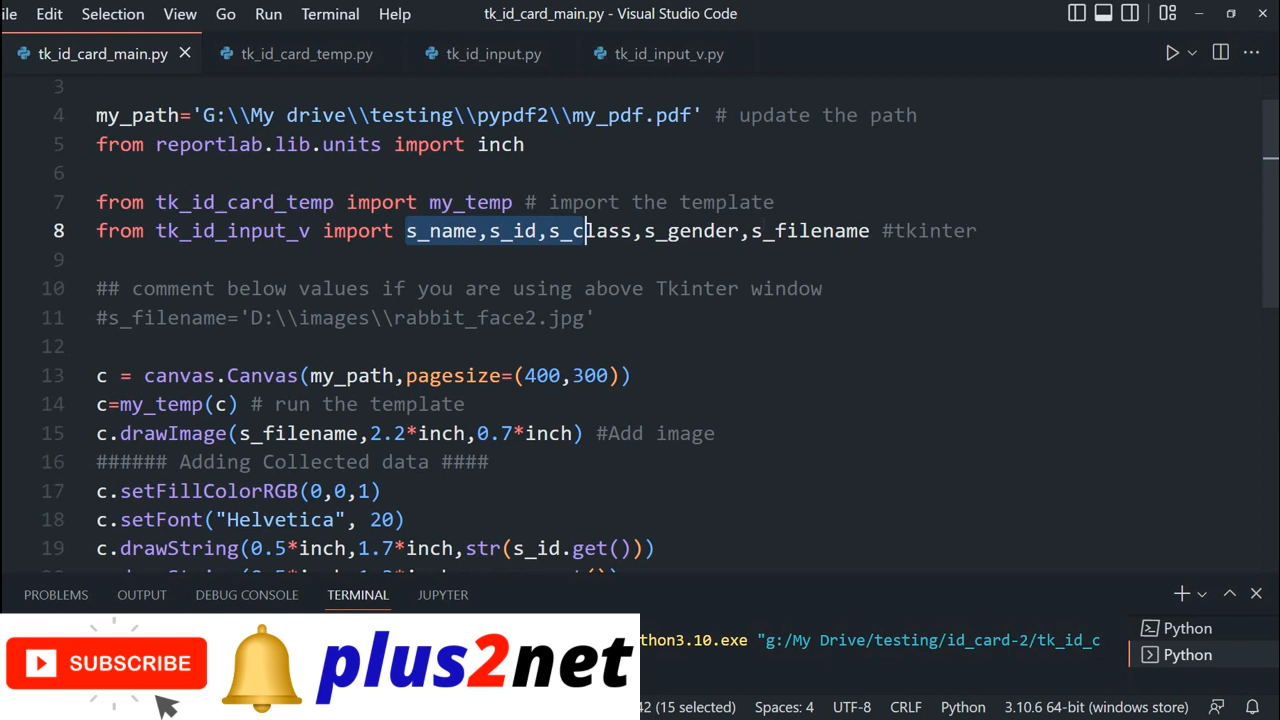 ile Edit Selection View Go Run Terminal Help tk_id_card_main.py - Visual Studio Code
tk_id_card_main.py tk_id_card_temp.py tk_id_input.py tk_id_input_v.py
3
4 my_path='G:\\My drive\\testing\\pypdf2\\my_pdf.pdf' # update the path
5 from reportlab.lib.units import inch
6
7 from tk_id_card_temp import my_temp # import the template
8 from tk_id_input_v import s_name,s_id,s_class,s_gender,s_filename #tkinter
9
10 ## comment below values if you are using above Tkinter window
11 #s_filename='D:\\images\\rabbit_face2.jpg'
12
13 c = canvas.Canvas(my_path,pagesize=(400,300))
14 c=my_temp(c) # run the template
15 c.drawImage(s_filename,2.2*inch,0.7*inch) #Add image
16 ###### Adding Collected data ####
17 c.setFillColorRGB(0,0,1)
18 c.setFont("Helvetica", 20)
19 c.drawString(0.5*inch,1.7*inch,str(s_id.get()))
PROBLEMS OUTPUT DEBUG CONSOLE TERMINAL JUPYTER
thon3.10.exe "g:/My Drive/testing/id_card-2/tk_id_c
Python
Python
SUBSCRIBE
plus2net
42 (15 selected) Spaces: 4 UTF-8 CRLF Python 3.10.6 64-bit (windows store)